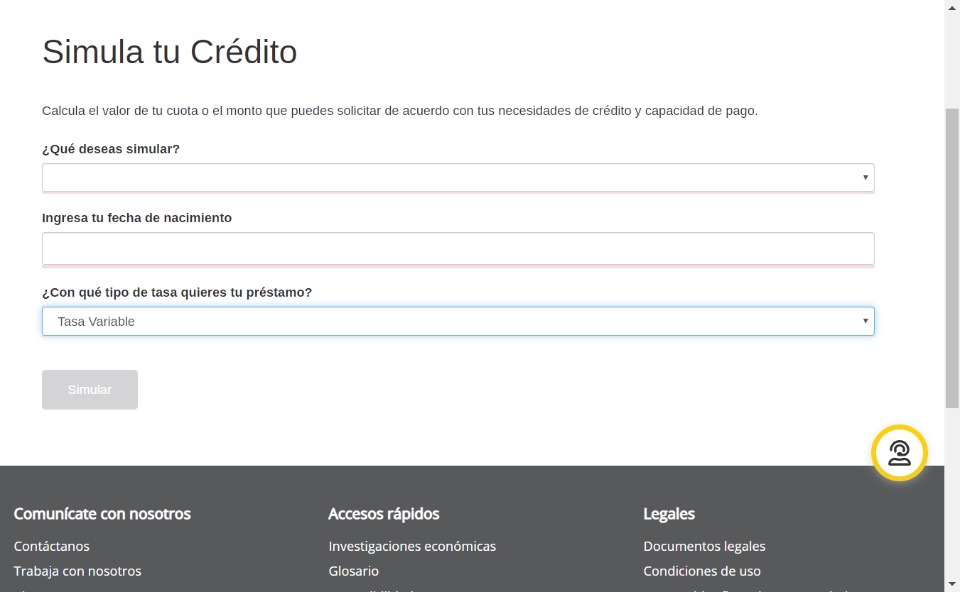 Simula tu Crédito
Calcula el valor de tu cuota o el monto que puedes solicitar de acuerdo con tus necesidades de crédito y capacidad de pago.
¿Qué deseas simular?
Ingresa tu fecha de nacimiento
¿Con qué tipo de tasa quieres tu préstamo?
Tasa Variable
Simular
Comunícate con nosotros
Accesos rápidos
Legales
Contáctanos
Investigaciones económicas
Documentos legales
Trabaja con nosotros
Glosario
Condiciones de uso